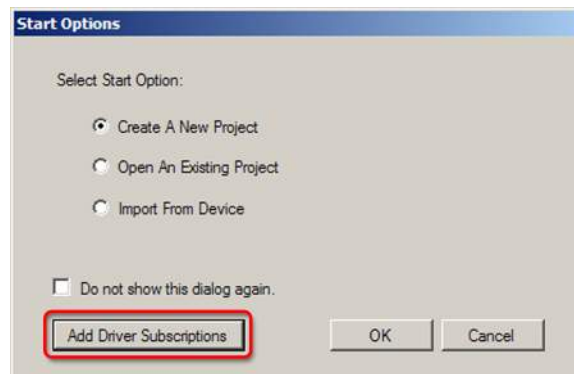 Start Options
Select Start Option:
Create A New Project
Open An Existing Project
Import From Device
Do not show this dialog again.
Add Driver Subscriptions
OK
Cancel